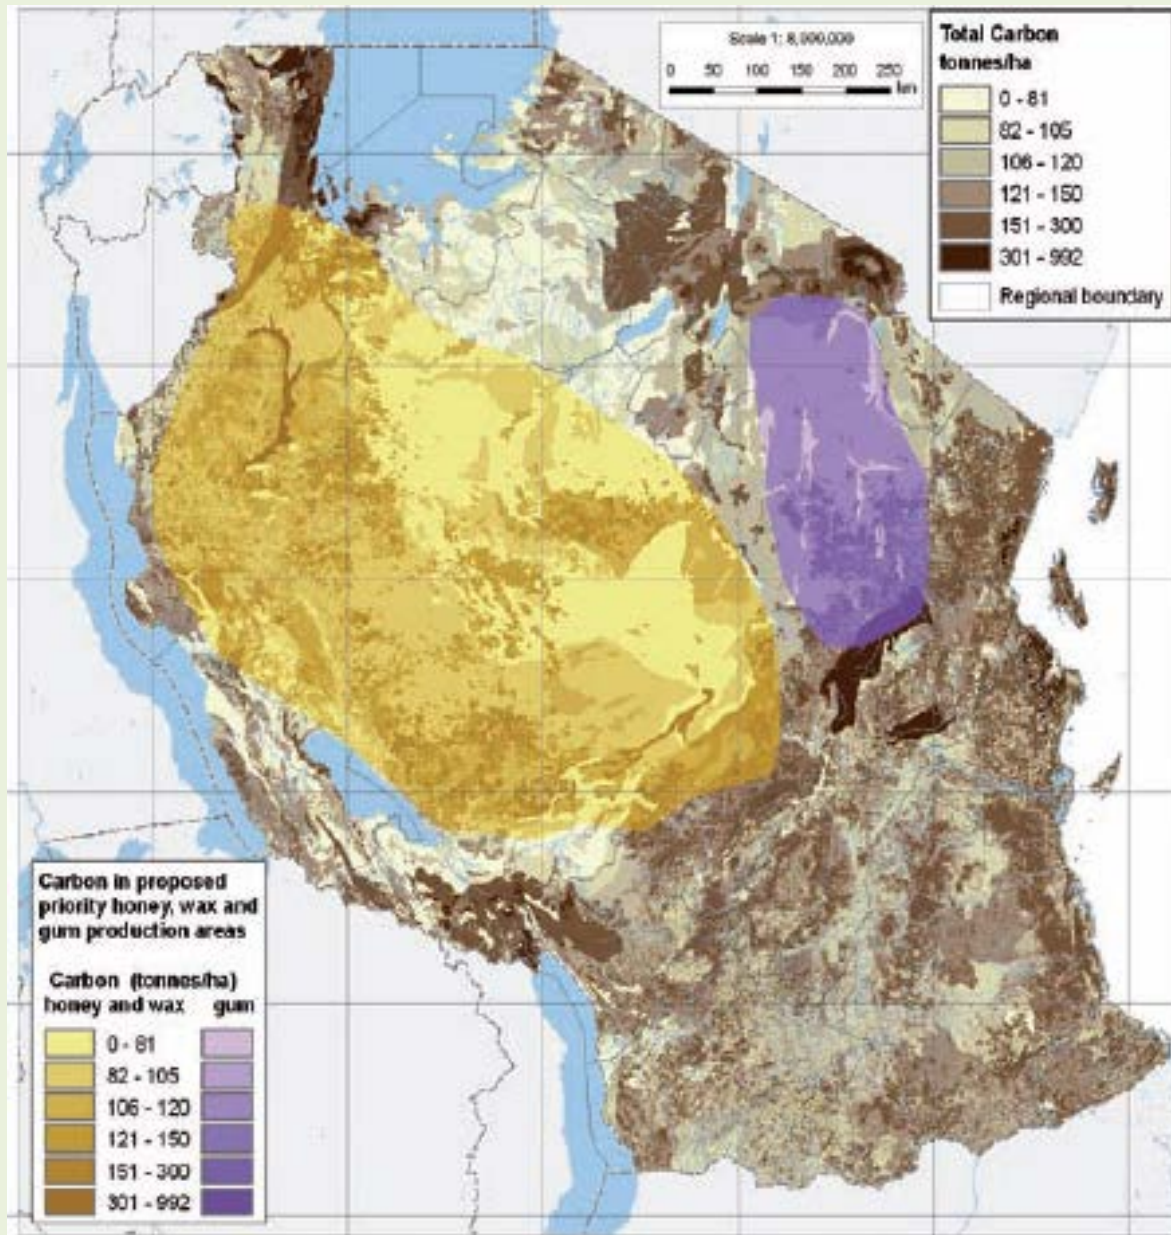 Scale 1: 8,000,000
0 50 100 150 200 250
km
Total Carbon
tonnes/ha
0 - 81
82 - 105
106 - 120
121 - 150
151 - 300
301 - 992
Regional boundary
Carbon in proposed
priority honey, wax and
gum production areas
Carbon (tonnes/ha)
honey and wax gum
0 - 81
82 - 105
106 - 120
121 - 150
151 - 300
301 - 992